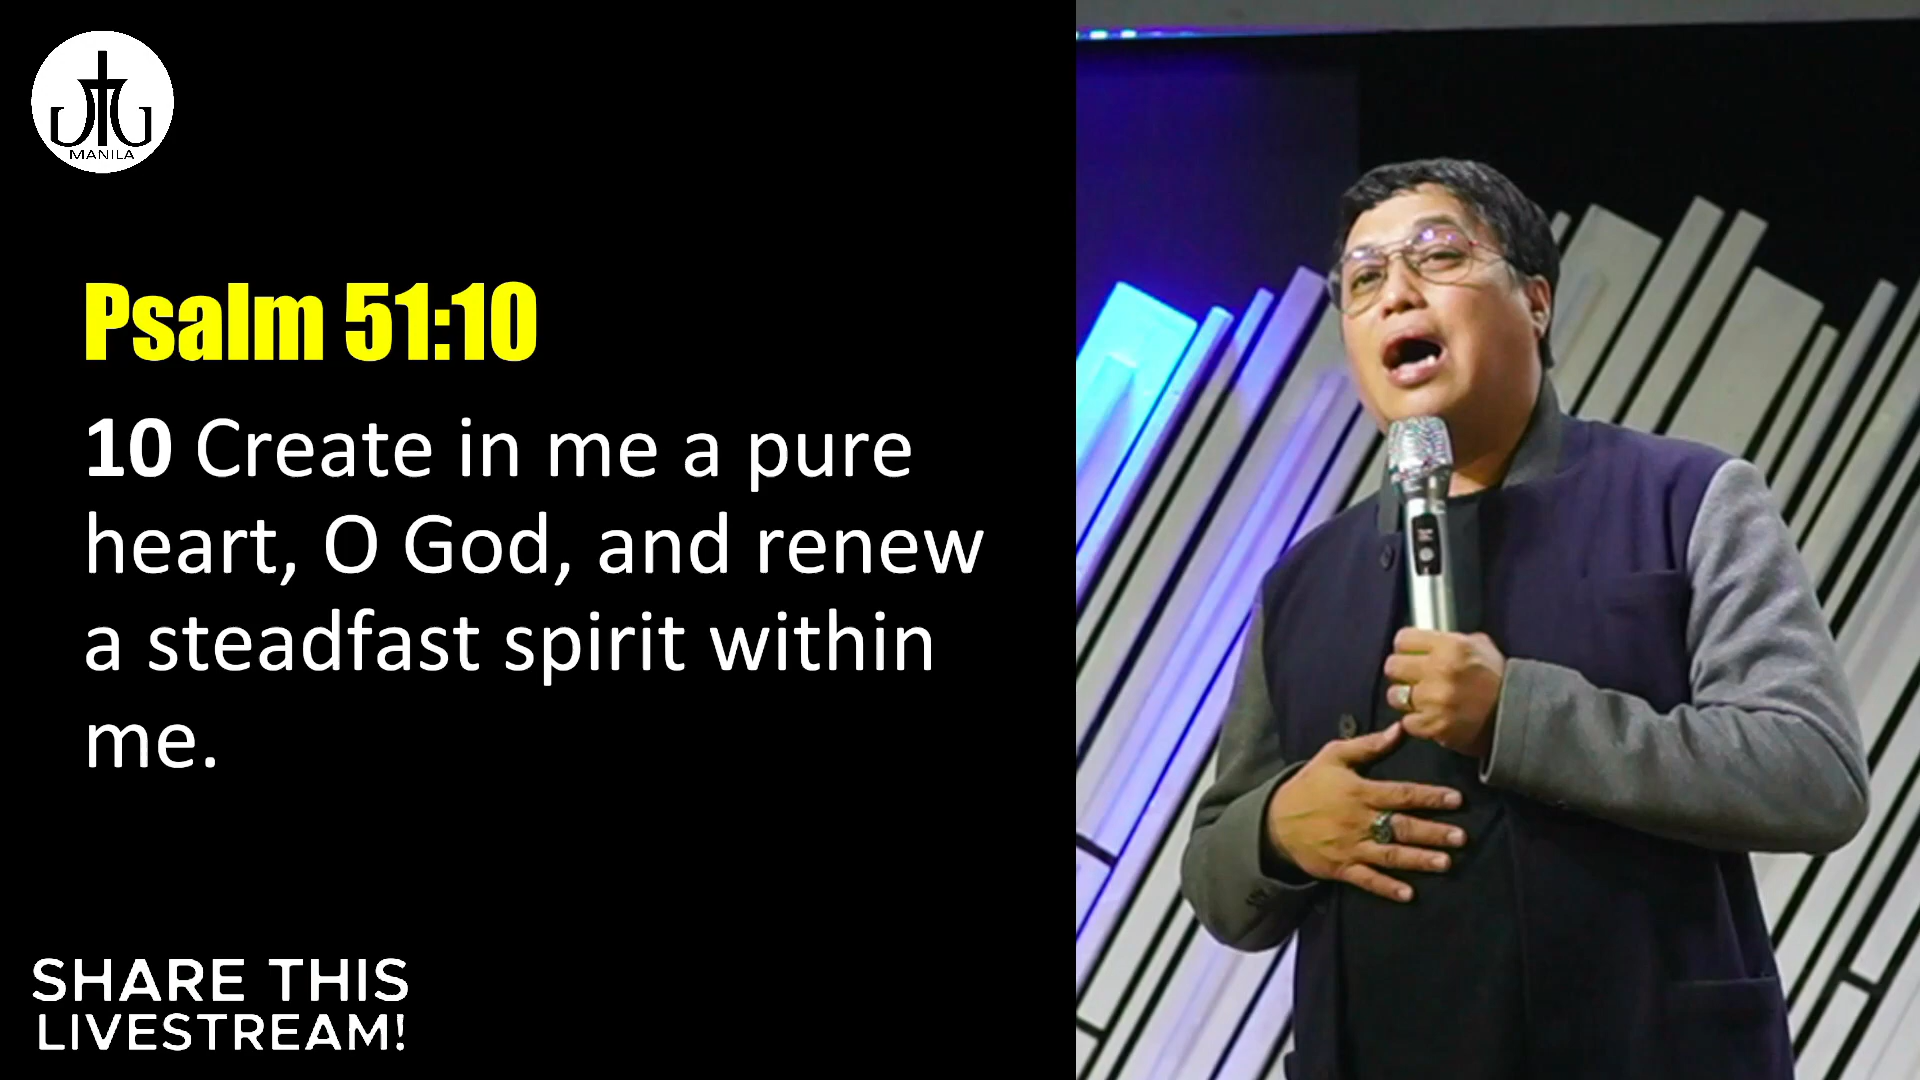 MANILA
Psalm 51:10
10 Create in me a pure
heart, O God, and renew
a steadfast spirit within
me.
SHARE THIS
LIVESTREAM!